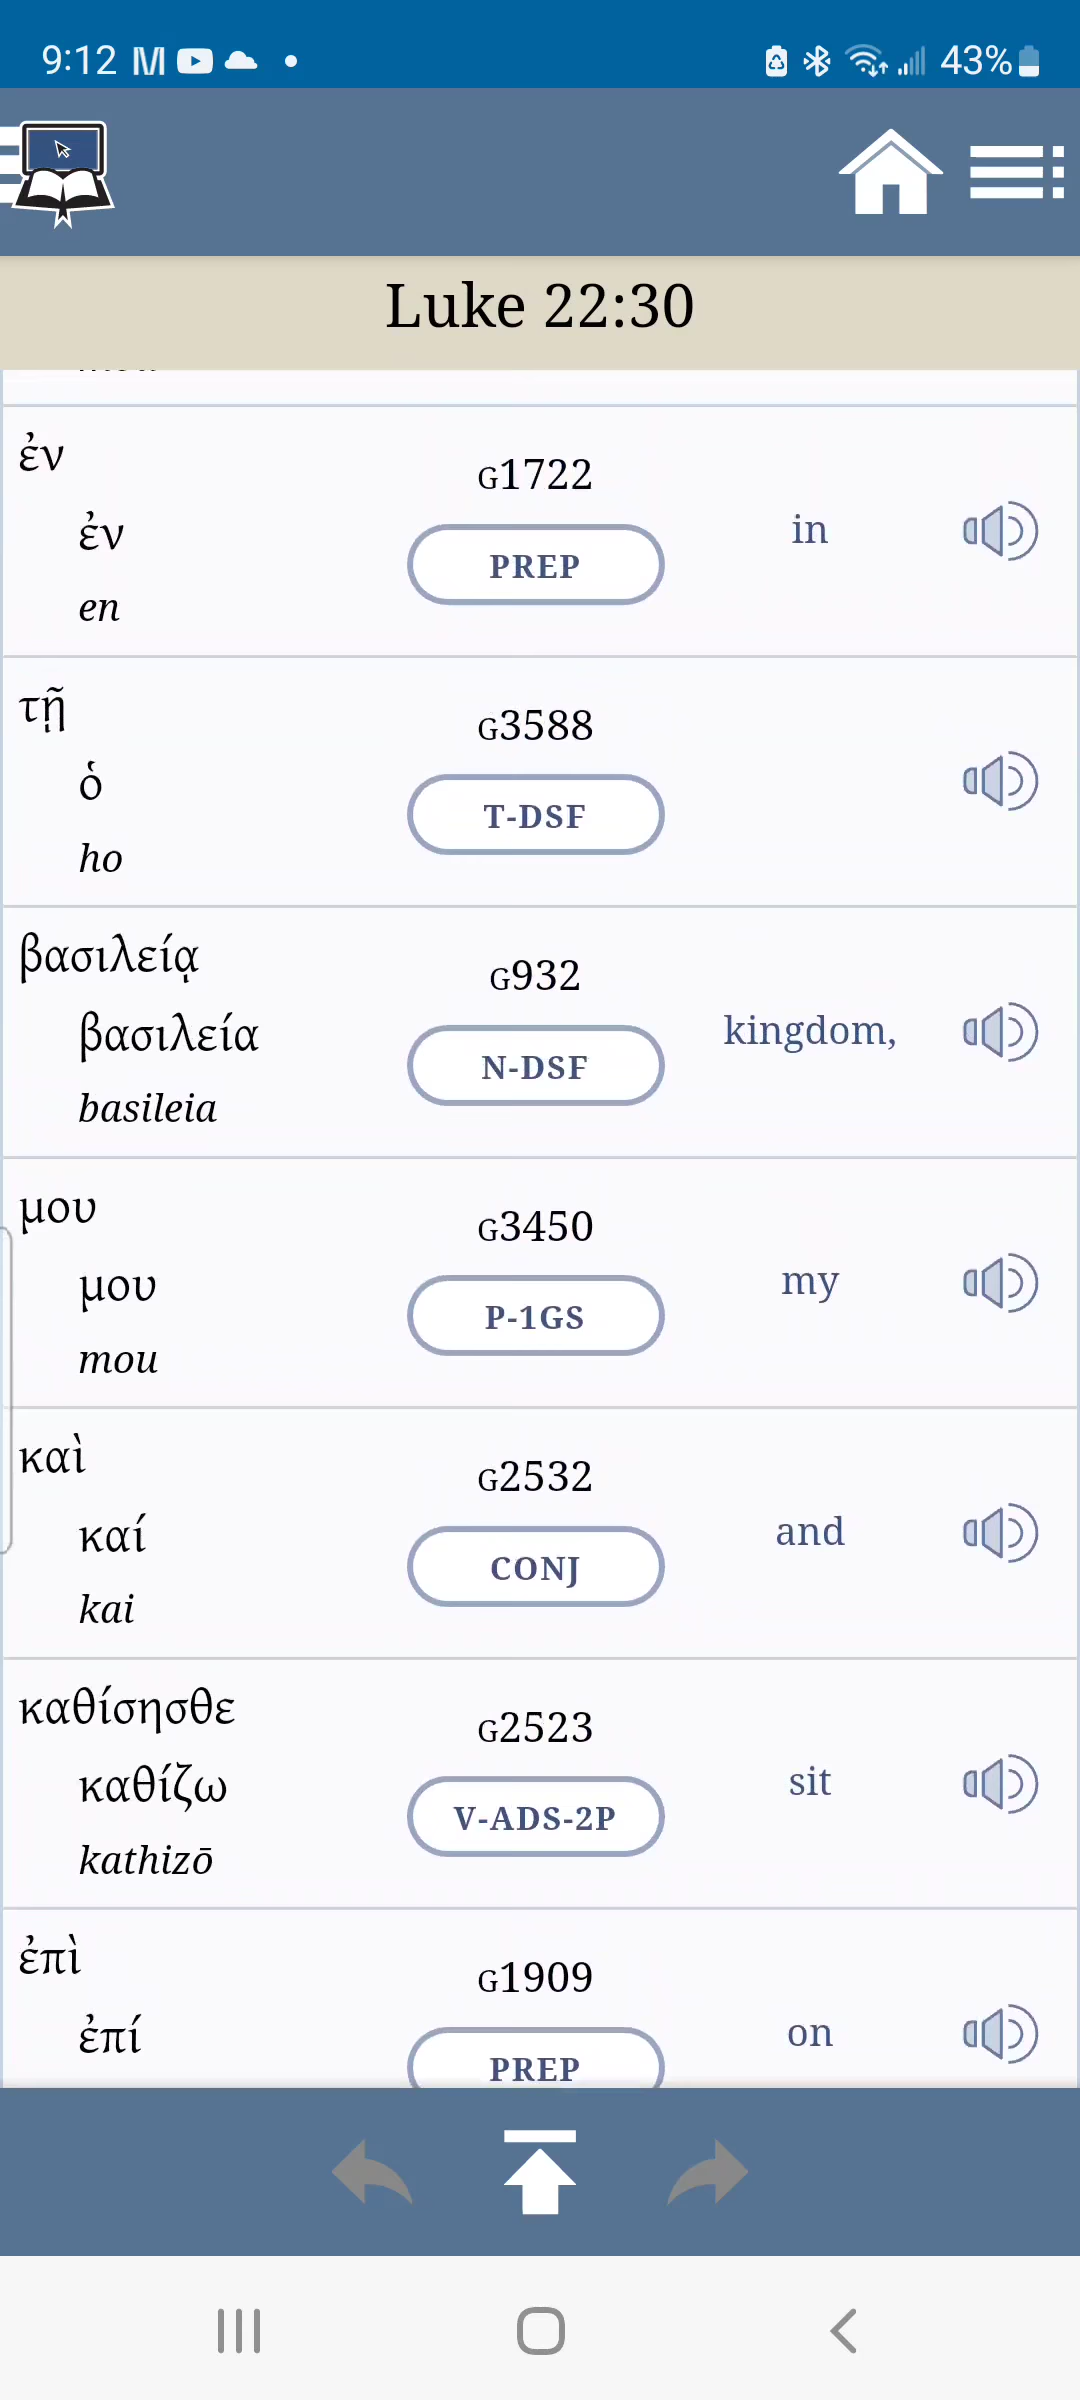 9:12
43%
Luke 22:30
ἐν
G1722
ἐν
PREP
in
en
τῇ
G3588
ὁ
T-DSF
ho
βασιλείᾳ
G932
βασιλεία
N-DSF
kingdom,
basileia
μου
G3450
μου
P-1GS
my
mou
καὶ
G2532
καί
CONJ
and
kai
καθίσησθε
G2523
καθίζω
V-ADS-2P
sit
kathizō
ἐπὶ
G1909
ἐπί
PREP
on